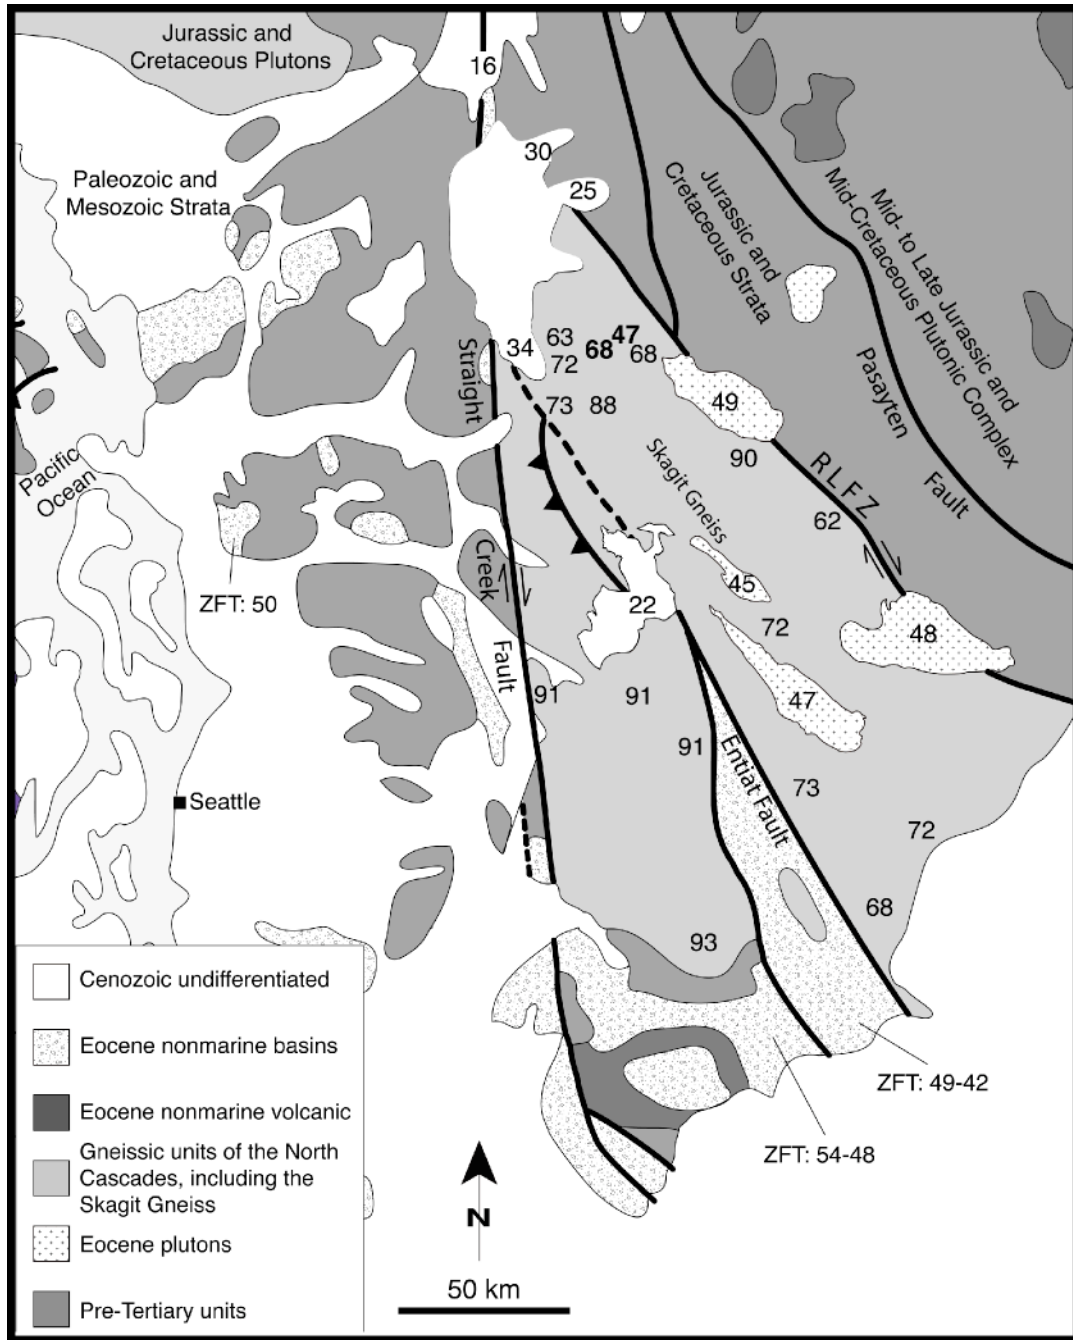 Jurassic and
Cretaceous Plutons
16
30
Paleozoic and
Mesozoic Strata
25
Jurassic and
Cretaceous Strata
Mid- to Late Jurassic and
Mid-Cretaceous Plutonic Complex
Pasayten
Fault
34
63
72
68
47
68
Straight
Creek
Fault
73
88
49
90
RLFZ
62
Skagit Gneiss
Pacific
Ocean
ZFT: 50
22
45
72
48
47
91
91
91
Entiat Fault
73
72
68
93
Seattle
ZFT: 49-42
ZFT: 54-48
Cenozoic undifferentiated
Eocene nonmarine basins
Eocene nonmarine volcanic
Gneissic units of the North
Cascades, including the
Skagit Gneiss
Eocene plutons
Pre-Tertiary units
N
50 km